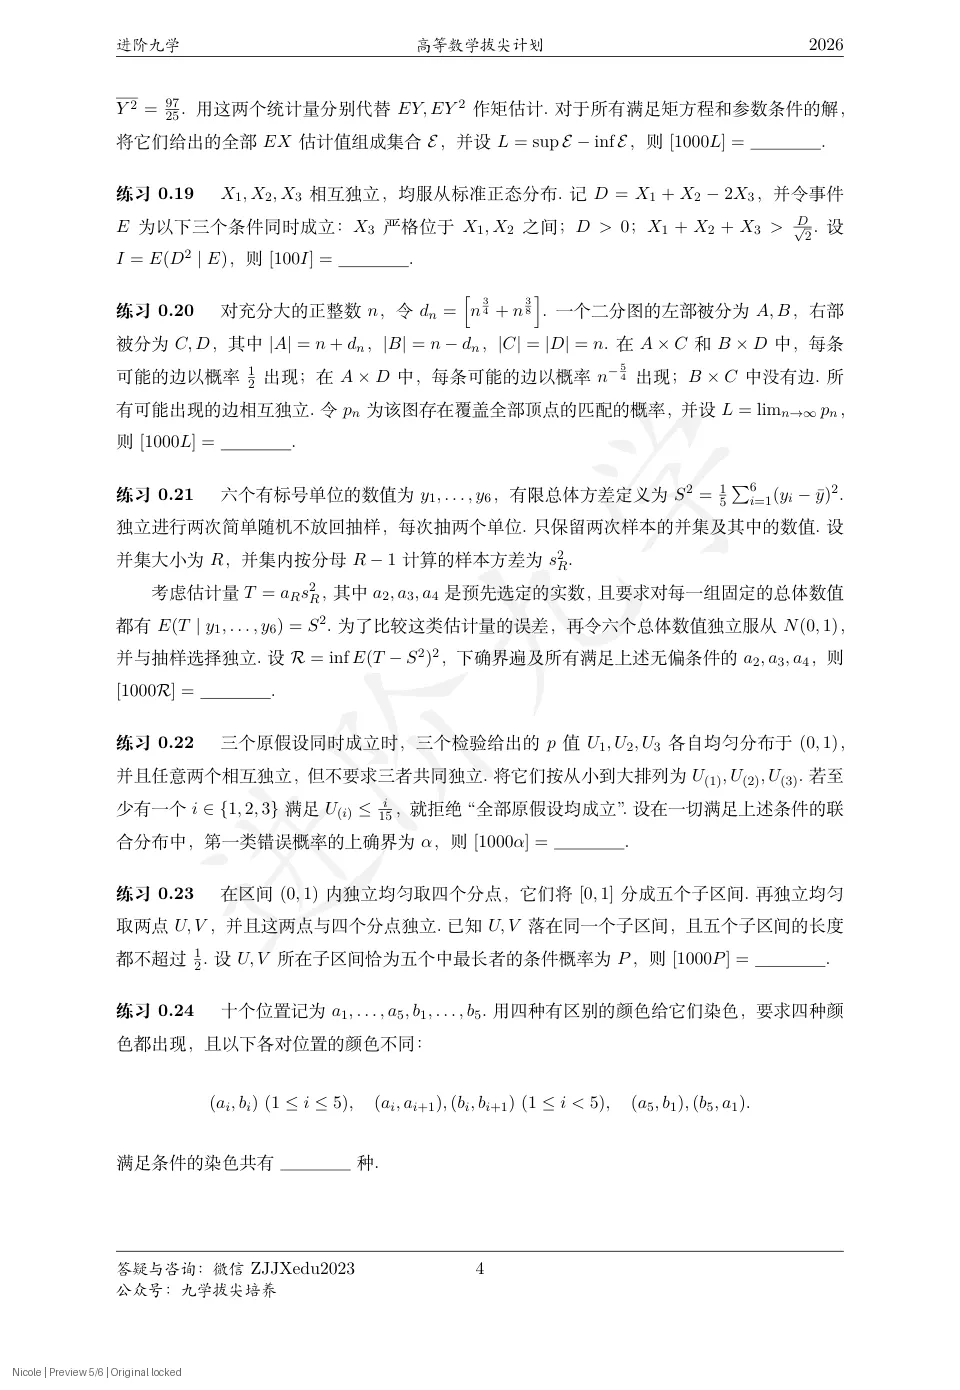 进阶九学 高等数学拔尖计划 2026
$\overline{Y^2} = \frac{97}{25}$. 用这两个统计量分别代替 $EY, EY^2$ 作矩估计. 对于所有满足矩方程和参数条件的解,
将它们给出的全部 $EX$ 估计值组成集合 $\mathcal{E}$, 并设 $L = \sup \mathcal{E} - \inf \mathcal{E}$, 则 $[1000L] =$ ________.
练习 0.19 $X_1, X_2, X_3$ 相互独立, 均服从标准正态分布. 记 $D = X_1 + X_2 - 2X_3$, 并令事件
$E$ 为以下三个条件同时成立: $X_3$ 严格位于 $X_1, X_2$ 之间; $D > 0$; $X_1 + X_2 + X_3 > \frac{D}{\sqrt{2}}$. 设
$I = E(D^2 \mid E)$, 则 $[100I] =$ ________.
练习 0.20 对充分大的正整数 $n$, 令 $d_n = \left[n^{\frac{3}{4}} + n^{\frac{3}{8}}\right]$. 一个二分图的左部被分为 $A, B$, 右部
被分为 $C, D$, 其中 $|A| = n + d_n$, $|B| = n - d_n$, $|C| = |D| = n$. 在 $A \times C$ 和 $B \times D$ 中, 每条
可能的边以概率 $\frac{1}{2}$ 出现; 在 $A \times D$ 中, 每条可能的边以概率 $n^{-\frac{5}{4}}$ 出现; $B \times C$ 中没有边. 所
有可能出现的边相互独立. 令 $p_n$ 为该图存在覆盖全部顶点的匹配的概率, 并设 $L = \lim_{n \to \infty} p_n$,
则 $[1000L] =$ ________.
练习 0.21 六个有标号单位的数值为 $y_1, \ldots, y_6$, 有限总体方差定义为 $S^2 = \frac{1}{5} \sum_{i=1}^{6} (y_i - \bar{y})^2$.
独立进行两次简单随机不放回抽样, 每次抽两个单位. 只保留两次样本的并集及其中的数值. 设
并集大小为 $R$, 并集内按分母 $R - 1$ 计算的样本方差为 $s_R^2$.
考虑估计量 $T = a_R s_R^2$, 其中 $a_2, a_3, a_4$ 是预先选定的实数, 且要求对每一组固定的总体数值
都有 $E(T \mid y_1, \ldots, y_6) = S^2$. 为了比较这类估计量的误差, 再令六个总体数值独立服从 $N(0, 1)$,
并与抽样选择独立. 设 $\mathcal{R} = \inf E(T - S^2)^2$, 下确界遍及所有满足上述无偏条件的 $a_2, a_3, a_4$, 则
$[1000\mathcal{R}] =$ ________.
练习 0.22 三个原假设同时成立时, 三个检验给出的 $p$ 值 $U_1, U_2, U_3$ 各自均匀分布于 $(0, 1)$,
并且任意两个相互独立, 但不要求三者共同独立. 将它们按从小到大排列为 $U_{(1)}, U_{(2)}, U_{(3)}$. 若至
少有一个 $i \in \{1, 2, 3\}$ 满足 $U_{(i)} \leq \frac{i}{15}$, 就拒绝 “全部原假设均成立”. 设在一切满足上述条件的联
合分布中, 第一类错误概率的上确界为 $\alpha$, 则 $[1000\alpha] =$ ________.
练习 0.23 在区间 $(0, 1)$ 内独立均匀取四个分点, 它们将 $[0, 1]$ 分成五个子区间. 再独立均匀
取两点 $U, V$, 并且这两点与四个分点独立. 已知 $U, V$ 落在同一个子区间, 且五个子区间的长度
都不超过 $\frac{1}{2}$. 设 $U, V$ 所在子区间恰为五个中最长者的条件概率为 $P$, 则 $[1000P] =$ ________.
练习 0.24 十个位置记为 $a_1, \ldots, a_5, b_1, \ldots, b_5$. 用四种有区别的颜色给它们染色, 要求四种颜
色都出现, 且以下各对位置的颜色不同:
$(a_i, b_i)\ (1 \leq i \leq 5), \quad (a_i, a_{i+1}), (b_i, b_{i+1})\ (1 \leq i < 5), \quad (a_5, b_1), (b_5, a_1).$
满足条件的染色共有 ________ 种.
答疑与咨询: 微信 ZJJXedu2023 4
公众号: 九学拔尖培养
进阶九学
Nicole | Preview 5/6 | Original locked